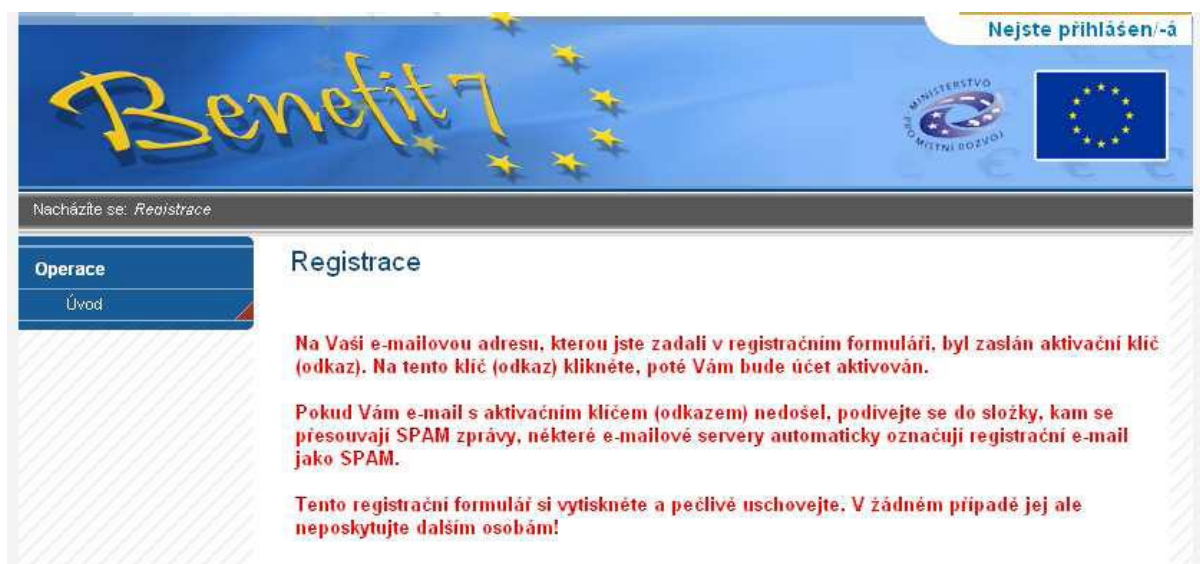 Nejste přihlášen/-á
Benefit 7
MINISTERSTVO
PRO MÍSTNÍ ROZVOJ
Nacházíte se: Registrace
Operace
Úvod
Registrace
Na Vaši e-mailovou adresu, kterou jste zadali v registračním formuláři, byl zaslán aktivační klíč
(odkaz). Na tento klíč (odkaz) klikněte, poté Vám bude účet aktivován.
Pokud Vám e-mail s aktivačním klíčem (odkazem) nedošel, podívejte se do složky, kam se
přesouvají SPAM zprávy, některé e-mailové servery automaticky označují registrační e-mail
jako SPAM.
Tento registrační formulář si vytiskněte a pečlivě uschovejte. V žádném případě jej ale
neposkytujte dalším osobám!